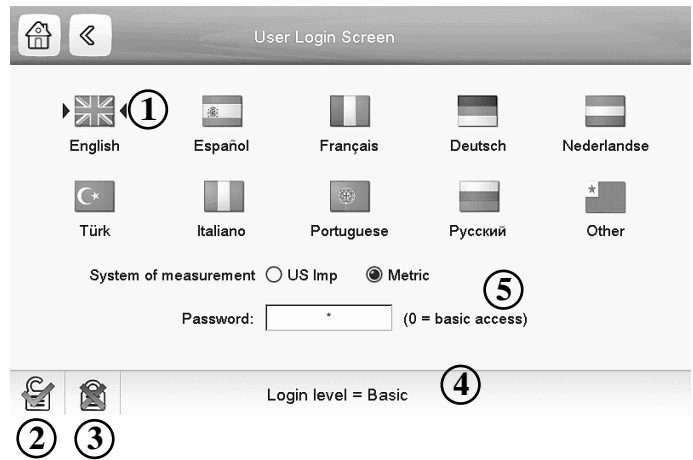 User Login Screen
1
English Español Français Deutsch Nederlandse
Türk Italiano Portuguese Русский Other
System of measurement US Imp Metric
5
Password: * (0 = basic access)
Login level = Basic 4
2 3